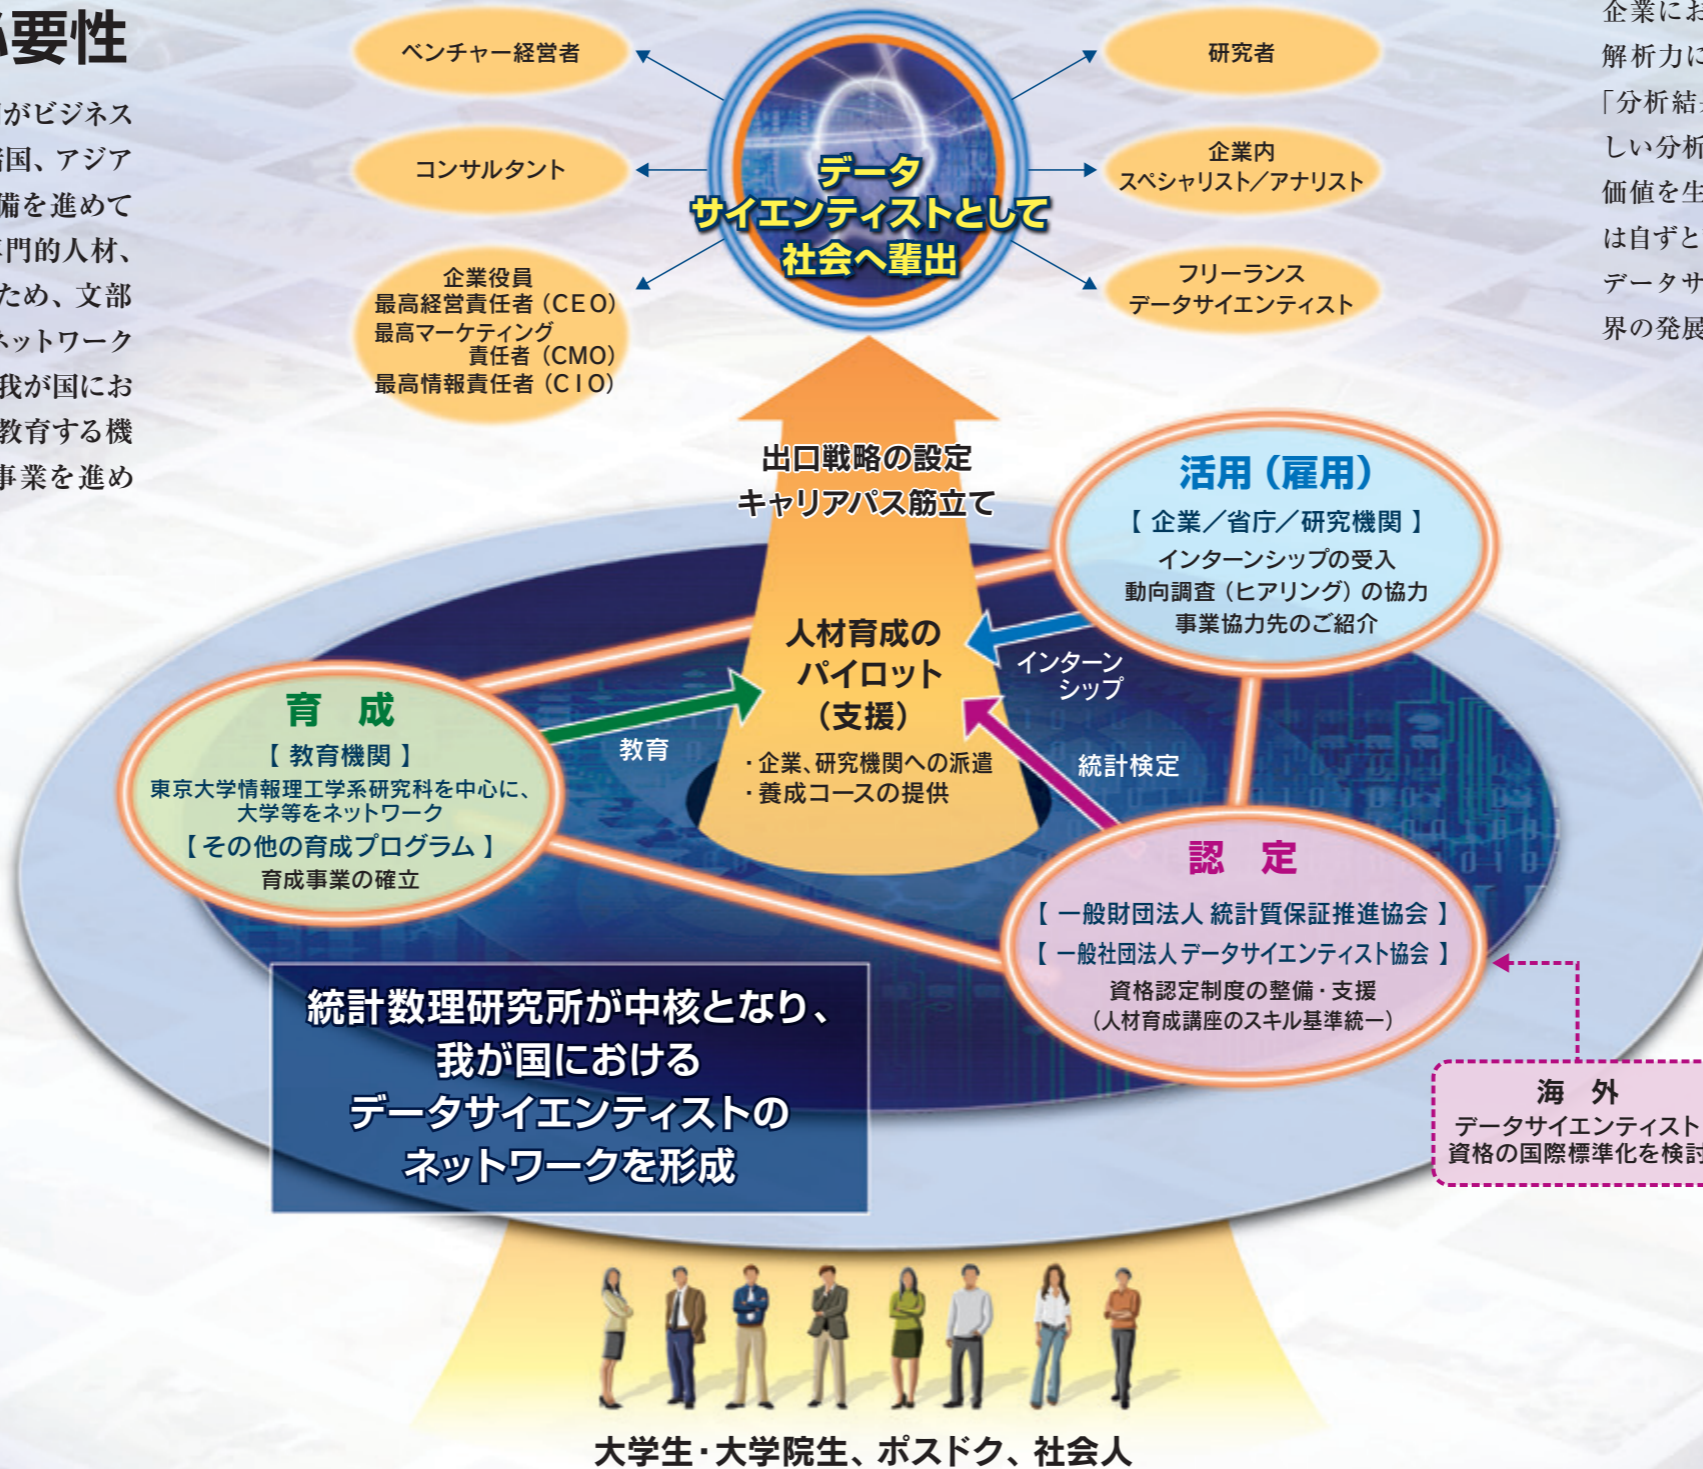 必要性
がビジネス
諸国、アジア
備を進めて
専門的人材、
ため、文部
ネットワーク
我が国にお
教育する機
事業を進め
ベンチャー経営者
コンサルタント
企業役員
最高経営責任者（CEO）
最高マーケティング
責任者（CMO）
最高情報責任者（CIO）
データ
サイエンティストとして
社会へ輩出
研究者
企業内
スペシャリスト／アナリスト
フリーランス
データサイエンティスト
企業にお
解析力に
「分析結
しい分析
価値を生
は自ずと
データサ
界の発展
出口戦略の設定
キャリアパス筋立て
活用（雇用）
【 企業／省庁／研究機関 】
インターンシップの受入
動向調査（ヒアリング）の協力
事業協力先のご紹介
人材育成の
パイロット
（支援）
・企業、研究機関への派遣
・養成コースの提供
インターン
シップ
教育
統計検定
育 成
【 教育機関 】
東京大学情報理工学系研究科を中心に、
大学等をネットワーク
【 その他の育成プログラム 】
育成事業の確立
認 定
【 一般財団法人 統計質保証推進協会 】
【 一般社団法人データサイエンティスト協会 】
資格認定制度の整備・支援
（人材育成講座のスキル基準統一）
統計数理研究所が中核となり、
我が国における
データサイエンティストの
ネットワークを形成
海 外
データサイエンティスト
資格の国際標準化を検討
大学生・大学院生、ポスドク、社会人